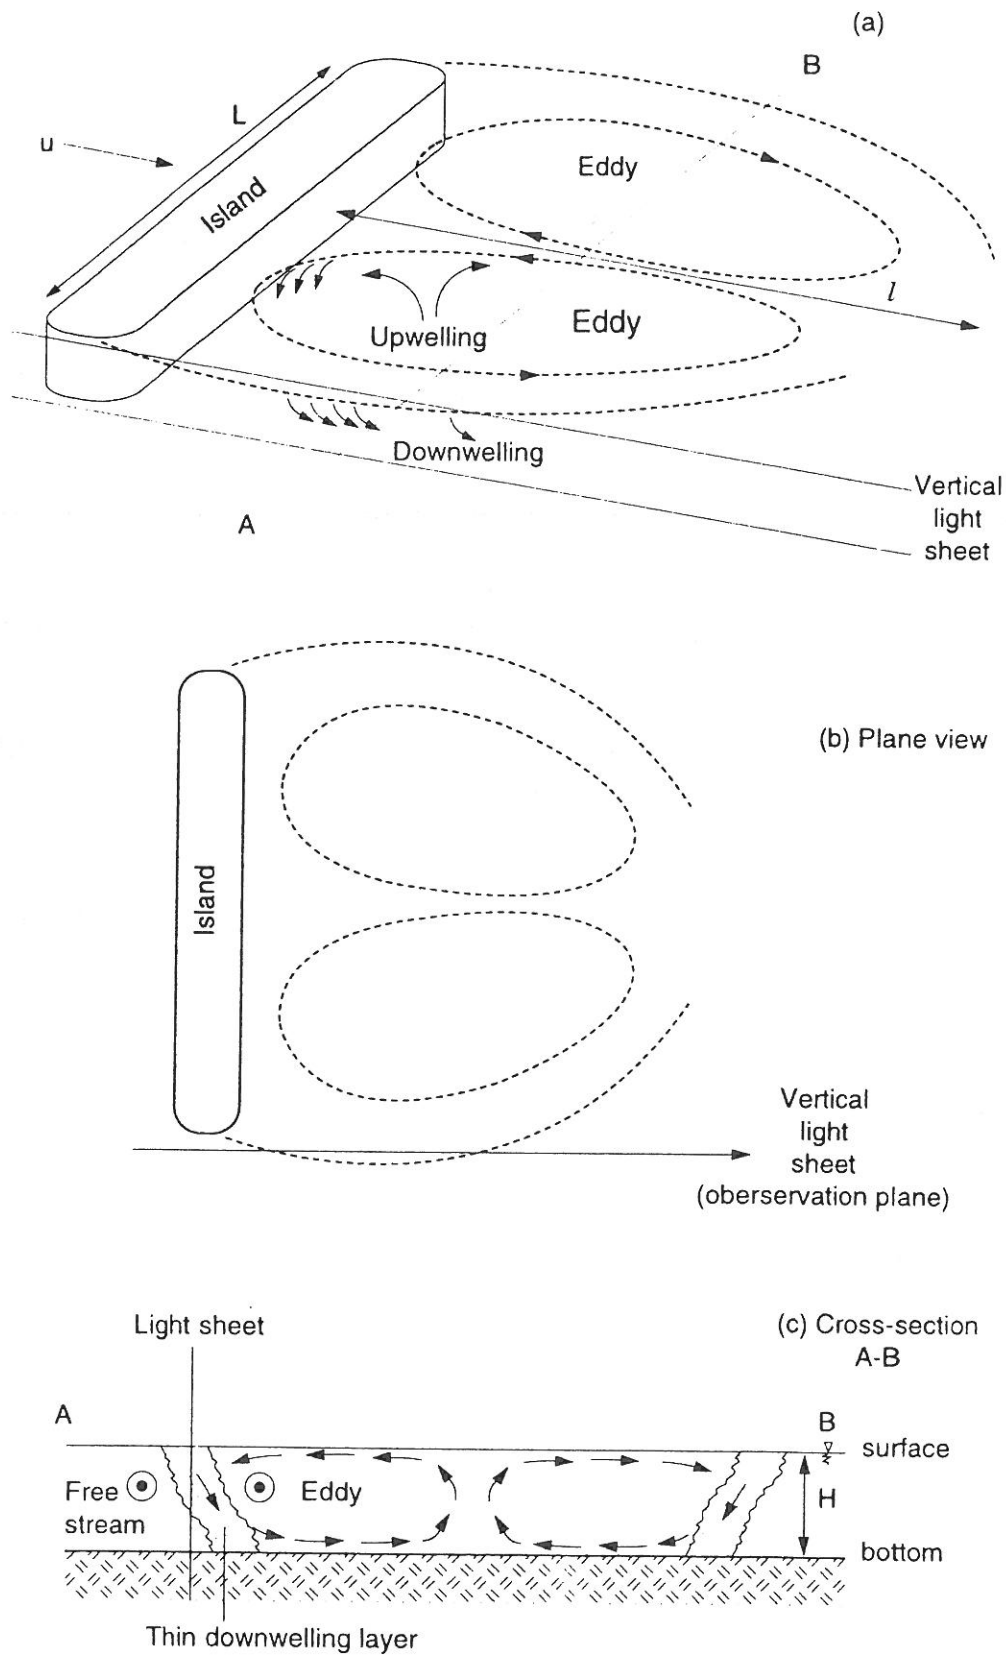 (a)
B
L
u
Island
Eddy
l
Upwelling
Eddy
Downwelling
Vertical
light
sheet
A
(b) Plane view
Island
Vertical
light
sheet
(oberservation plane)
Light sheet
(c) Cross-section
A-B
A
B
surface
Free
stream
Eddy
H
bottom
Thin downwelling layer